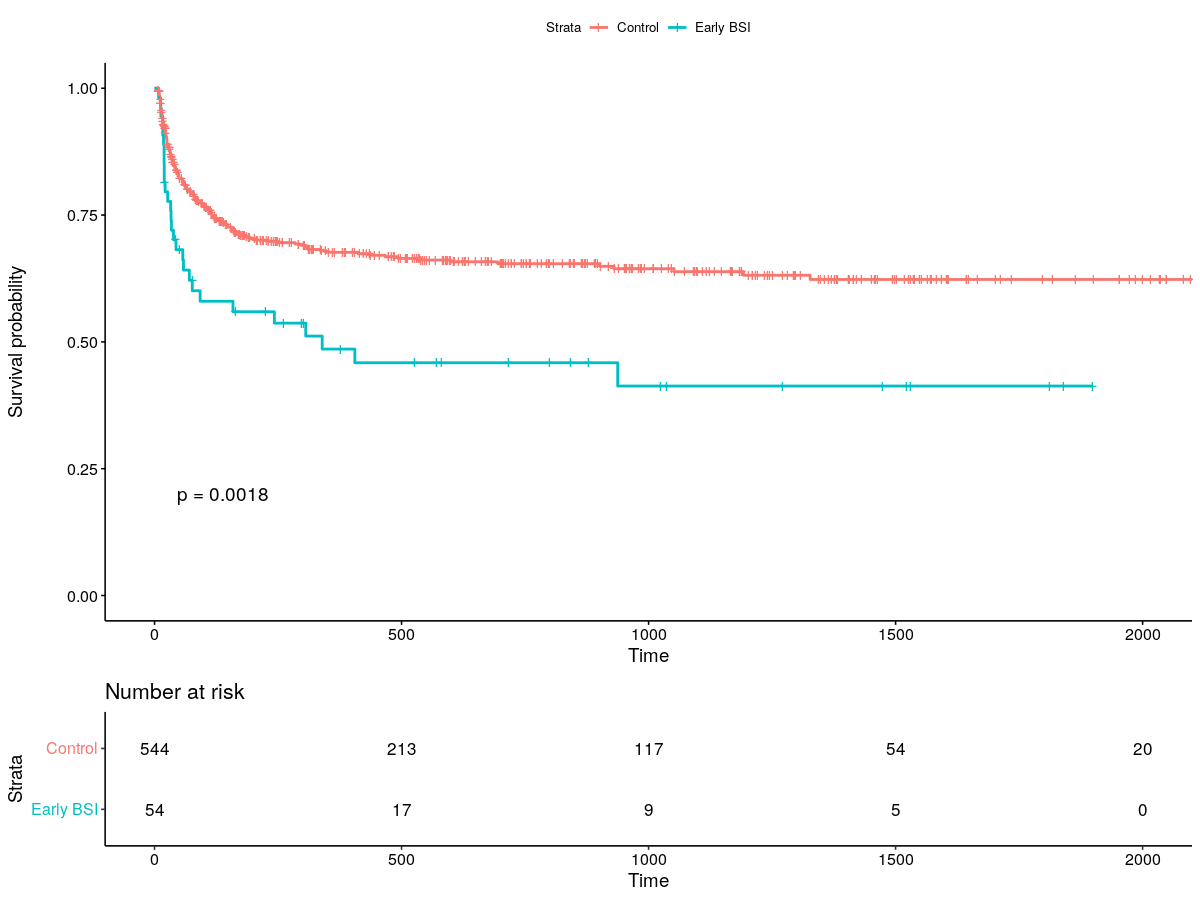 Strata Control Early BSI
Survival probability
1.00
0.75
0.50
0.25
0.00
p = 0.0018
0 500 1000 1500 2000
Time
Number at risk
Strata
Control 544 213 117 54 20
Early BSI 54 17 9 5 0
0 500 1000 1500 2000
Time